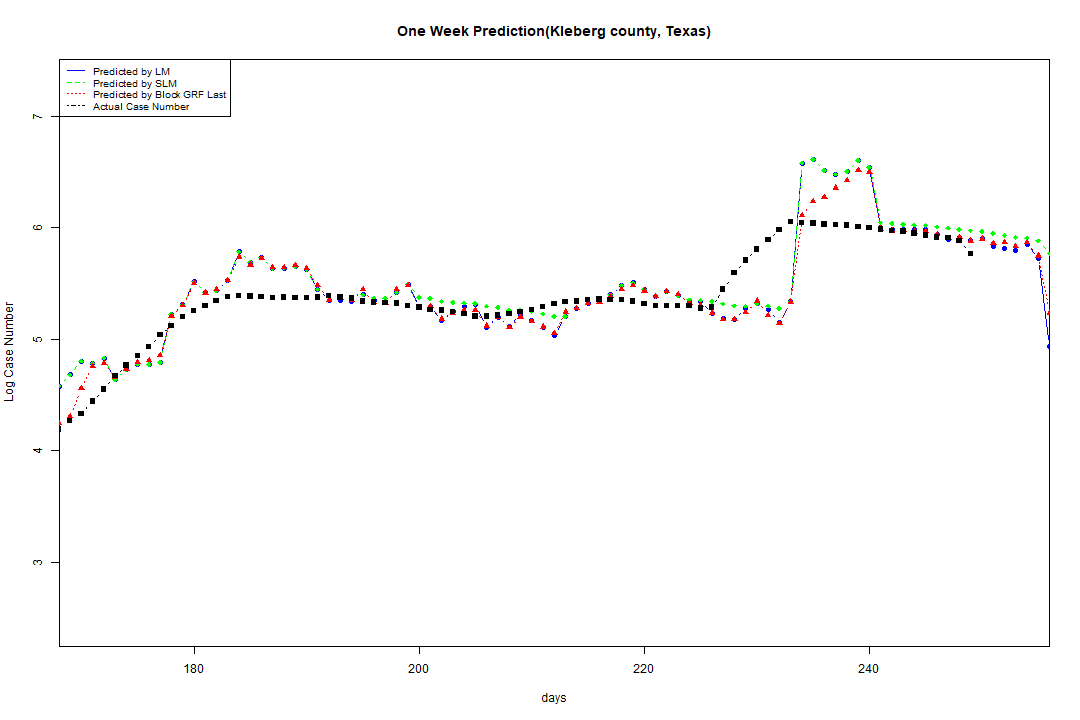 One Week Prediction(Kleberg county, Texas)
Predicted by LM
Predicted by SLM
Predicted by Block GRF Last
Actual Case Number
7
6
5
4
3
Log Case Number
180
200
220
240
days